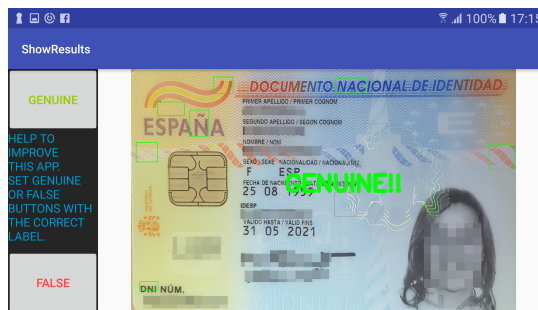 100% 17:15
ShowResults
GENUINE
HELP TO
IMPROVE
THIS APP.
SET GENUINE
OR FALSE
BUTTONS WITH
THE CORRECT
LABEL.
FALSE
DOCUMENTO NACIONAL DE IDENTIDAD
ESPAÑA
PRIMER APELLIDO / PRIMER COGNOM
SEGUNDO APELLIDO / SEGON COGNOM
NOMBRE / NOM
SEXO / SEXE NACIONALIDAD / NACIONALITAT
F ESP
FECHA DE
GENUINE!!
25 08
IDESP
VÁLIDO HASTA / VÀLID FINS
31 05 2021
DNI NÚM.